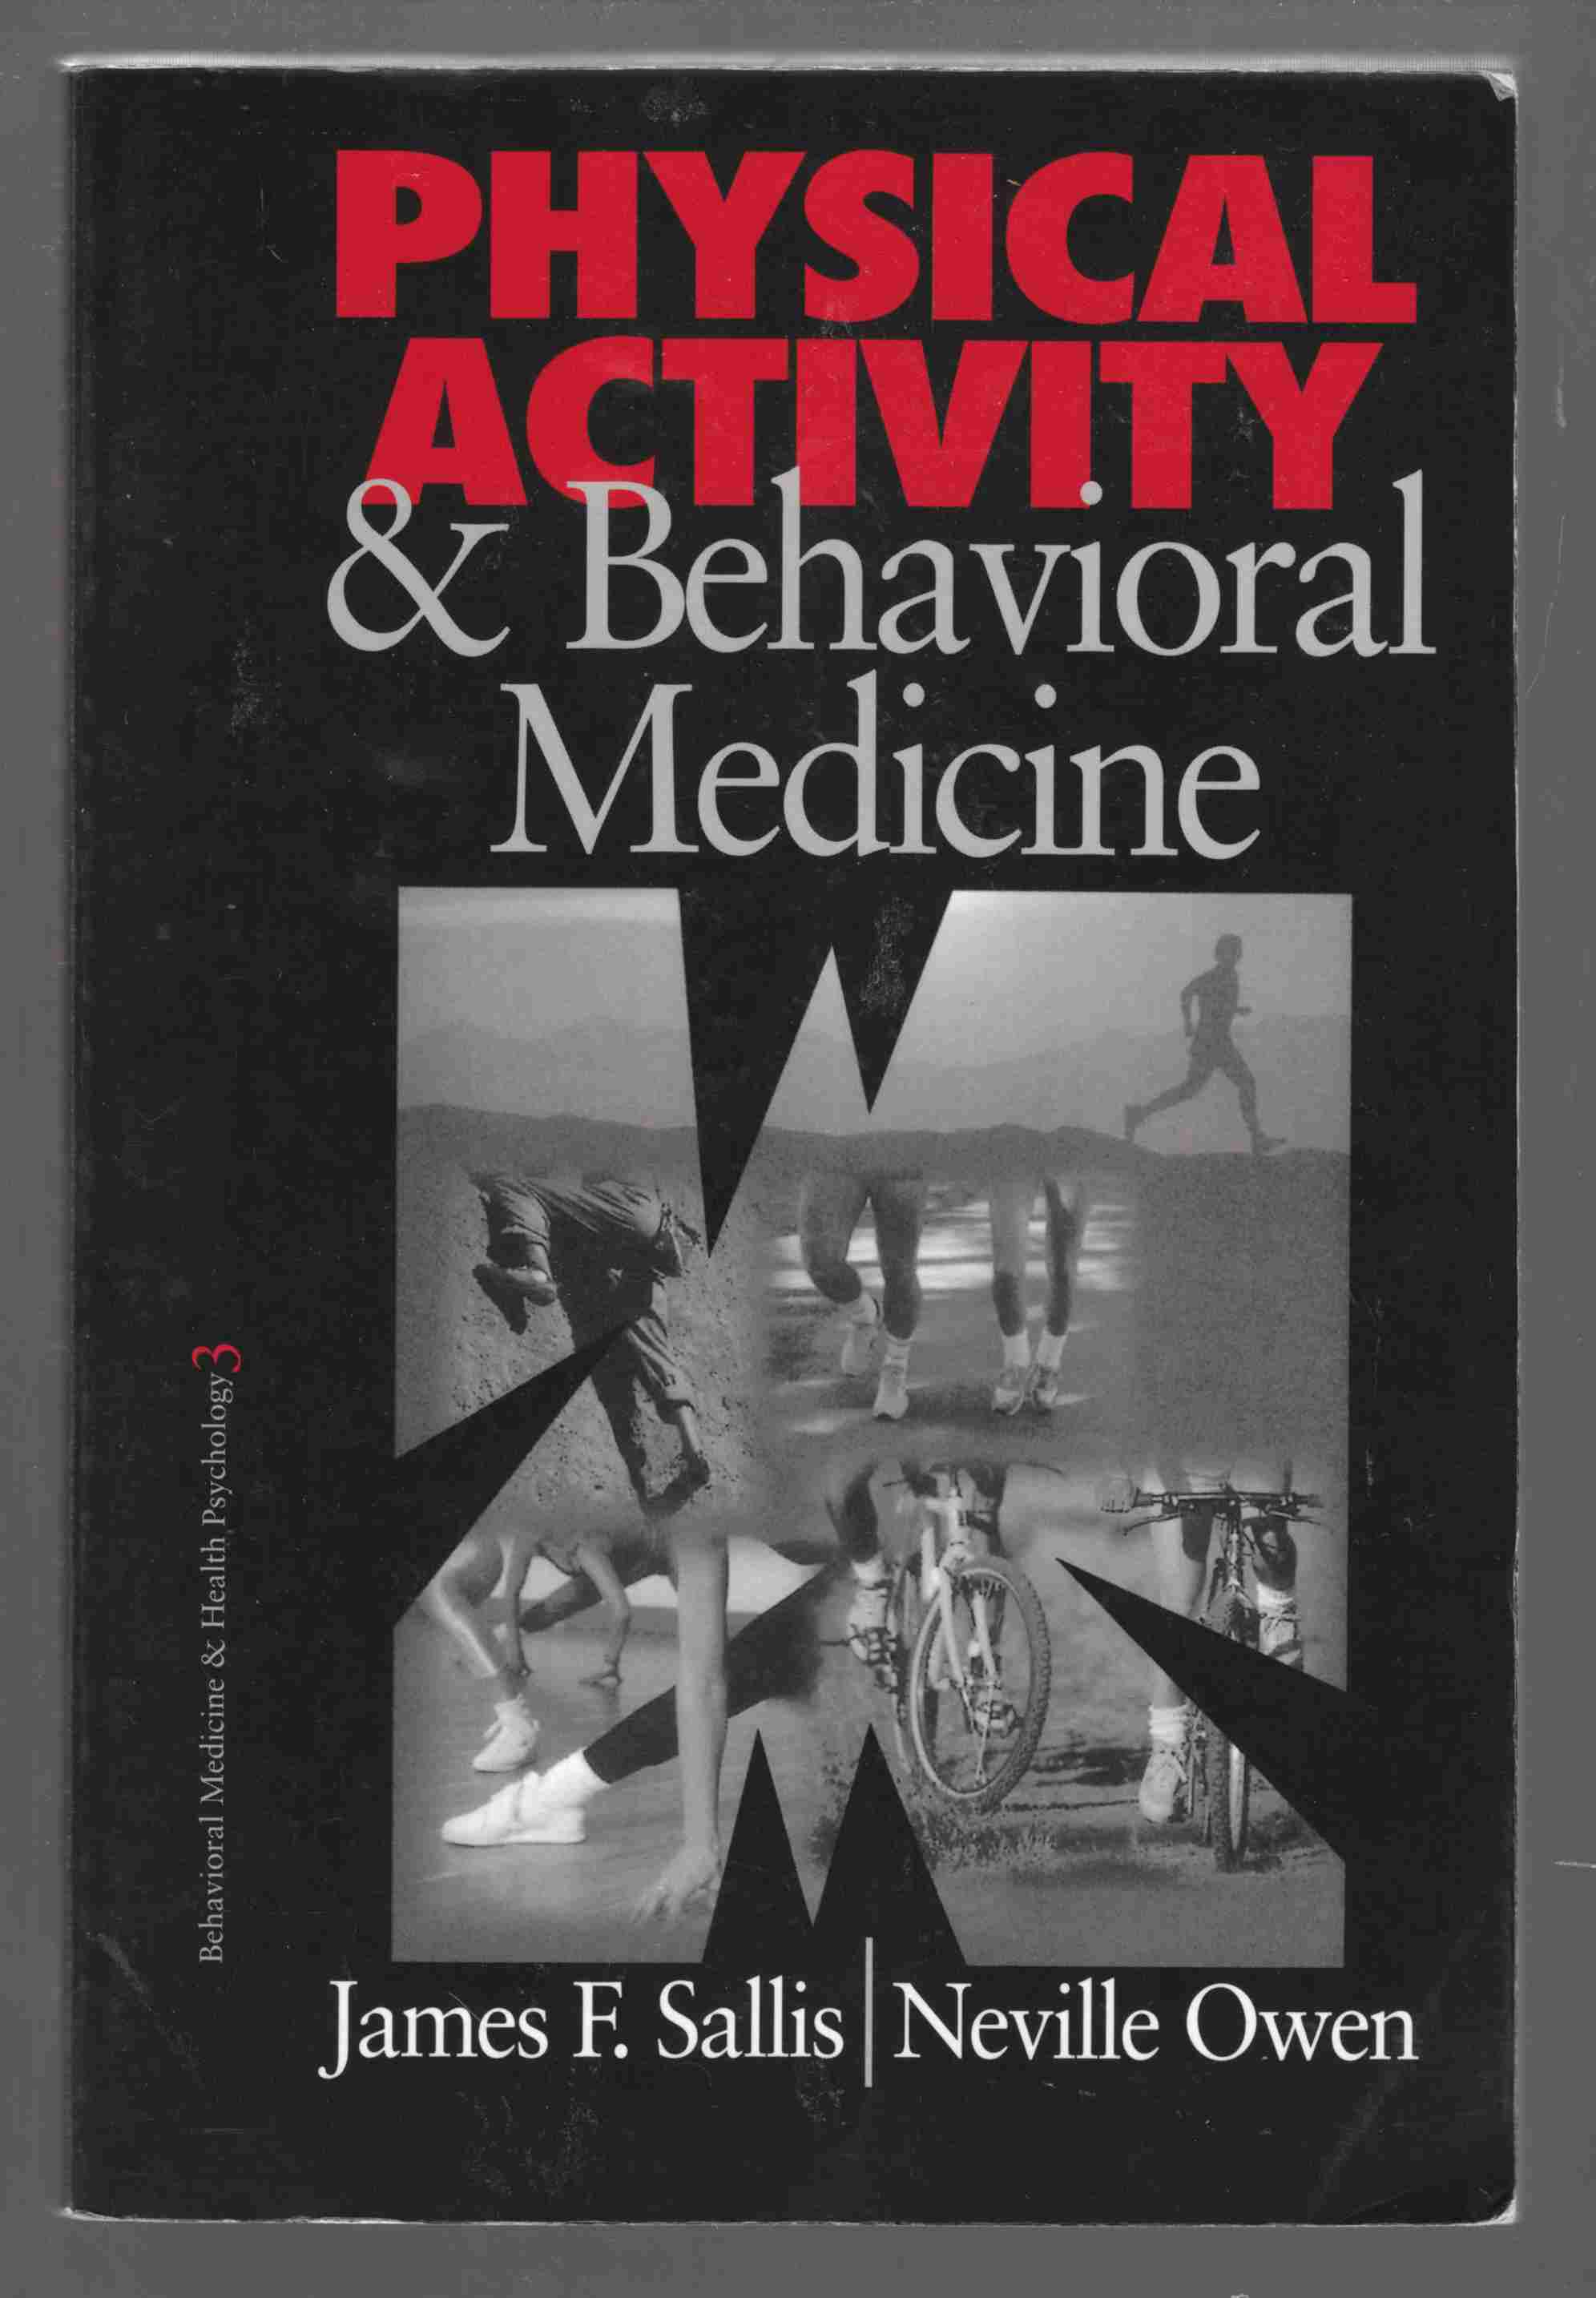 PHYSICAL
ACTIVITY
& Behavioral
Medicine
Behavioral Medicine & Health Psychology 3
James F. Sallis | Neville Owen